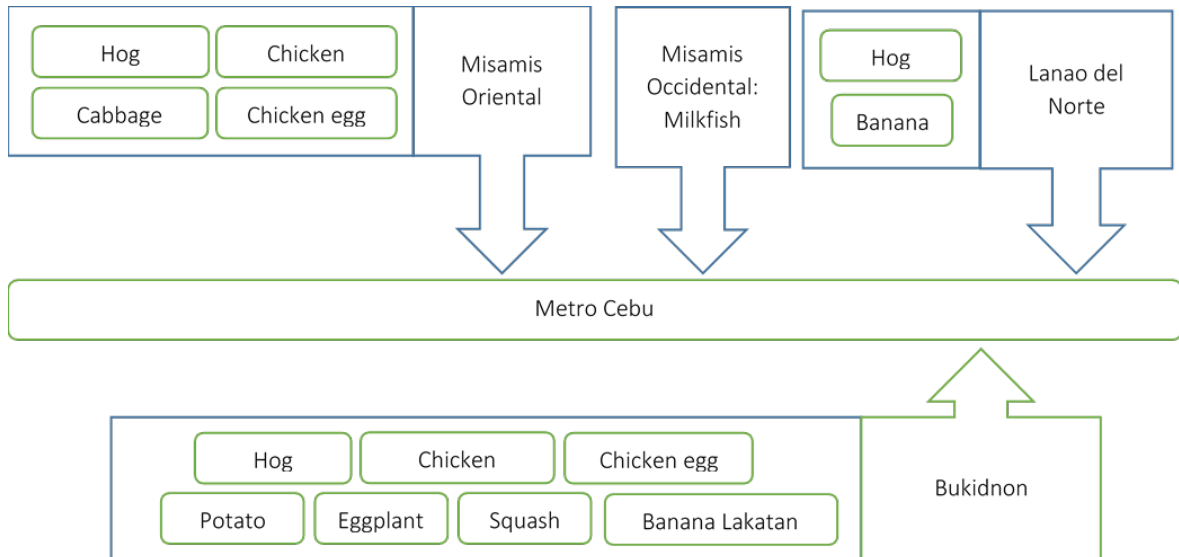 Hog
Chicken
Cabbage
Chicken egg
Misamis
Oriental
Misamis
Occidental:
Milkfish
Hog
Banana
Lanao del
Norte
Metro Cebu
Hog
Chicken
Chicken egg
Potato
Eggplant
Squash
Banana Lakatan
Bukidnon